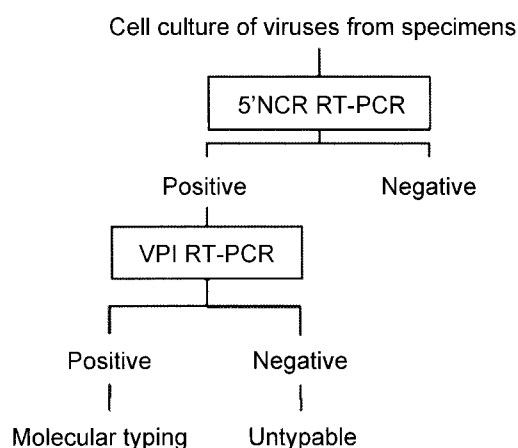 Cell culture of viruses from specimens
5'NCR RT-PCR
Positive Negative
VPI RT-PCR
Positive Negative
Molecular typing Untypable